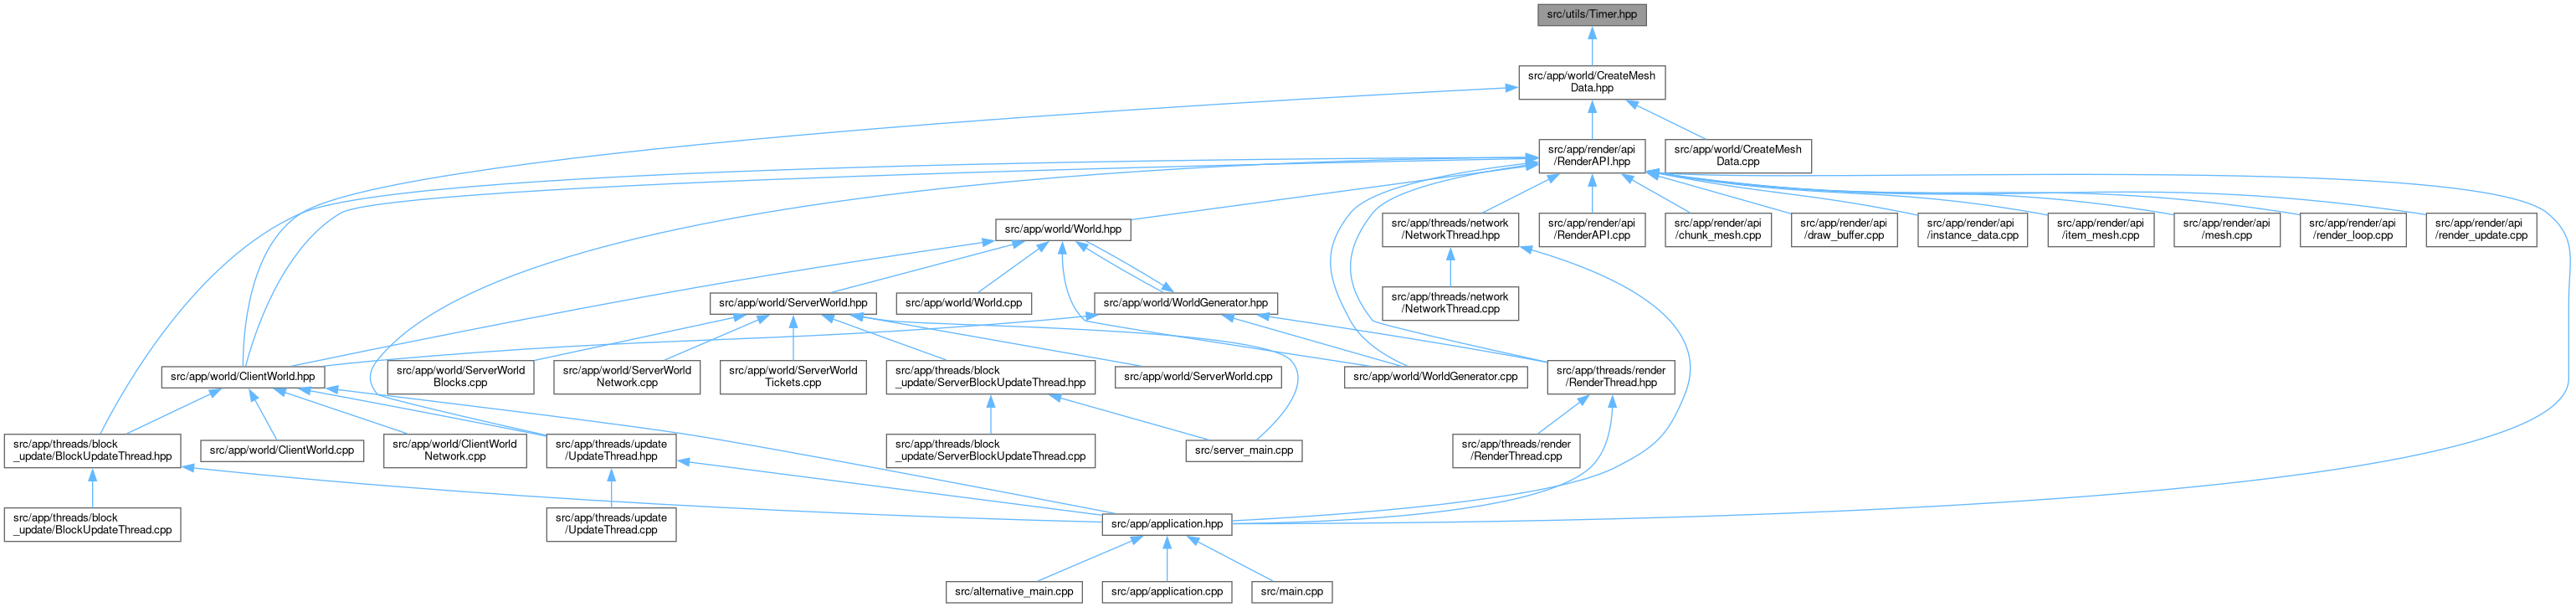 src/utils/Timer.hpp
src/app/world/CreateMesh
Data.hpp
src/app/render/api
/RenderAPI.hpp
src/app/world/CreateMesh
Data.cpp
src/app/world/World.hpp
src/app/threads/network
/NetworkThread.hpp
src/app/render/api
/RenderAPI.cpp
src/app/render/api
/chunk_mesh.cpp
src/app/render/api
/draw_buffer.cpp
src/app/render/api
/instance_data.cpp
src/app/render/api
/item_mesh.cpp
src/app/render/api
/mesh.cpp
src/app/render/api
/render_loop.cpp
src/app/render/api
/render_update.cpp
src/app/world/ServerWorld.hpp
src/app/world/World.cpp
src/app/world/WorldGenerator.hpp
src/app/threads/network
/NetworkThread.cpp
src/app/world/ClientWorld.hpp
src/app/world/ServerWorld
Blocks.cpp
src/app/world/ServerWorld
Network.cpp
src/app/world/ServerWorld
Tickets.cpp
src/app/threads/block
_update/ServerBlockUpdateThread.hpp
src/app/world/ServerWorld.cpp
src/app/world/WorldGenerator.cpp
src/app/threads/render
/RenderThread.hpp
src/app/threads/block
_update/BlockUpdateThread.hpp
src/app/world/ClientWorld.cpp
src/app/world/ClientWorld
Network.cpp
src/app/threads/update
/UpdateThread.hpp
src/app/threads/block
_update/ServerBlockUpdateThread.cpp
src/server_main.cpp
src/app/threads/render
/RenderThread.cpp
src/app/threads/block
_update/BlockUpdateThread.cpp
src/app/threads/update
/UpdateThread.cpp
src/app/application.hpp
src/alternative_main.cpp
src/app/application.cpp
src/main.cpp